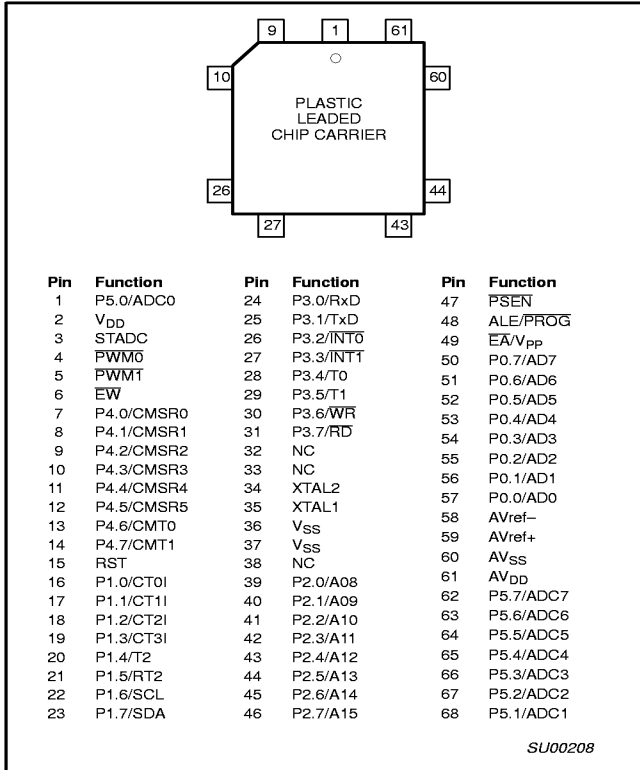 9 1 61
10 60
PLASTIC
LEADED
CHIP CARRIER
26 44
27 43
Pin Function
1 P5.0/ADC0
2 VDD
3 STADC
4 PWM0
5 PWM1
6 EW
7 P4.0/CMSR0
8 P4.1/CMSR1
9 P4.2/CMSR2
10 P4.3/CMSR3
11 P4.4/CMSR4
12 P4.5/CMSR5
13 P4.6/CMT0
14 P4.7/CMT1
15 RST
16 P1.0/CT0I
17 P1.1/CT1I
18 P1.2/CT2I
19 P1.3/CT3I
20 P1.4/T2
21 P1.5/RT2
22 P1.6/SCL
23 P1.7/SDA
Pin Function
24 P3.0/RxD
25 P3.1/TxD
26 P3.2/INT0
27 P3.3/INT1
28 P3.4/T0
29 P3.5/T1
30 P3.6/WR
31 P3.7/RD
32 NC
33 NC
34 XTAL2
35 XTAL1
36 VSS
37 VSS
38 NC
39 P2.0/A08
40 P2.1/A09
41 P2.2/A10
42 P2.3/A11
43 P2.4/A12
44 P2.5/A13
45 P2.6/A14
46 P2.7/A15
Pin Function
47 PSEN
48 ALE/PROG
49 EA/VPP
50 P0.7/AD7
51 P0.6/AD6
52 P0.5/AD5
53 P0.4/AD4
54 P0.3/AD3
55 P0.2/AD2
56 P0.1/AD1
57 P0.0/AD0
58 AVref–
59 AVref+
60 AVSS
61 AVDD
62 P5.7/ADC7
63 P5.6/ADC6
64 P5.5/ADC5
65 P5.4/ADC4
66 P5.3/ADC3
67 P5.2/ADC2
68 P5.1/ADC1
SU00208